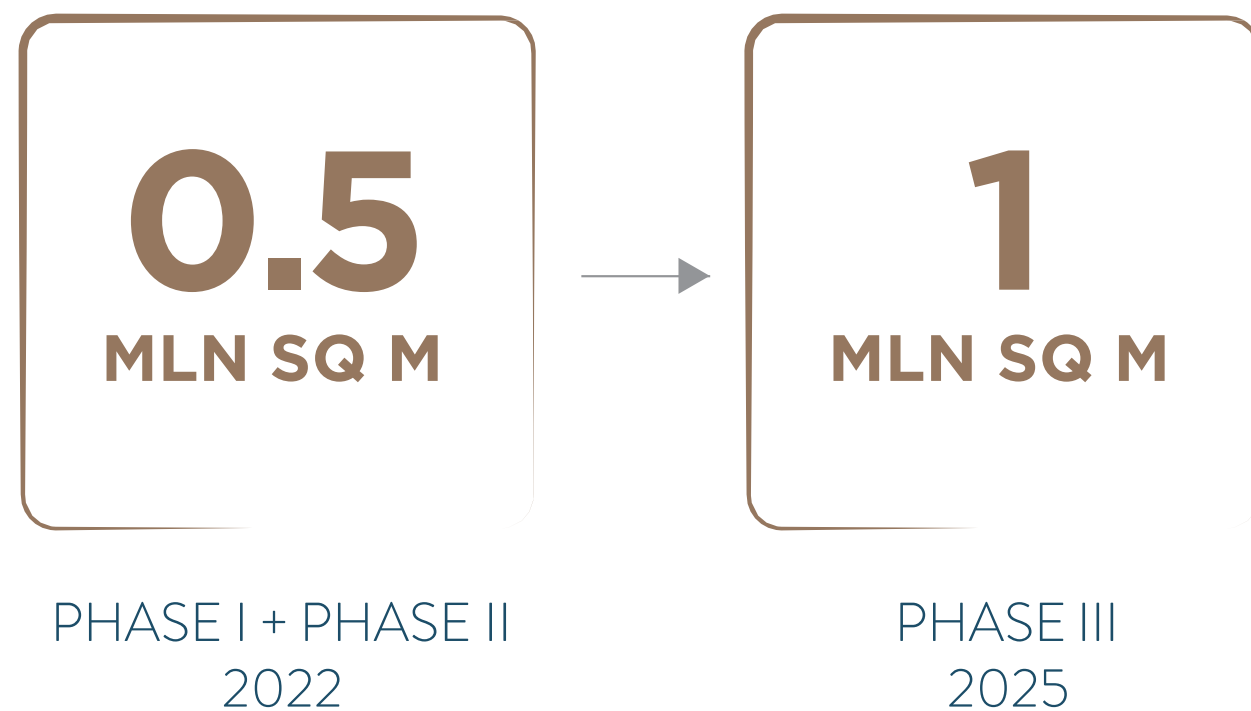 0.5
MLN SQ M
PHASE I + PHASE II
2022
1
MLN SQ M
PHASE III
2025